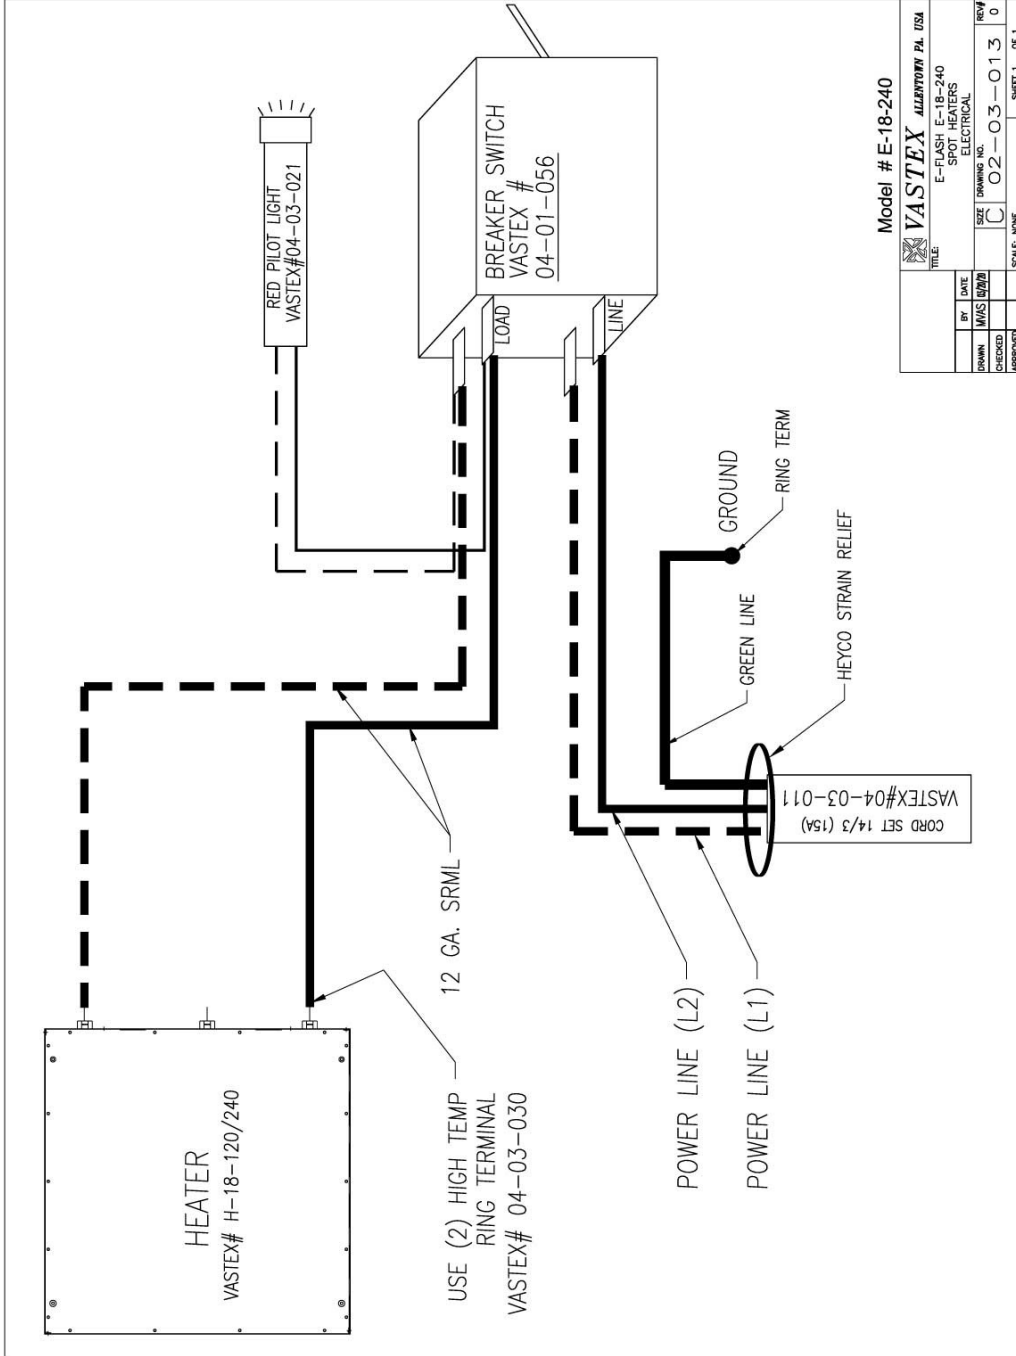 RED PILOT LIGHT
VASTEX#04-03-021
BREAKER SWITCH
VASTEX #
04-01-056
LOAD
LINE
HEATER
VASTEX# H-18-120/240
12 GA. SRML
USE (2) HIGH TEMP
RING TERMINAL
VASTEX# 04-03-030
GROUND
RING TERM
GREEN LINE
HEYCO STRAIN RELIEF
POWER LINE (L2)
POWER LINE (L1)
CORD SET 14/3 (15A)
VASTEX#04-03-011
Model # E-18-240
VASTEX ALLENTOWN PA. USA
TITLE:
E-FLASH E-18-240
SPOT HEATERS
ELECTRICAL
BY DATE
DRAWN MVAS
CHECKED
APPROVED
SIZE DRAWING NO. REV#
C 02-03-013 0
SCALE: NONE SHEET 1 OF 1